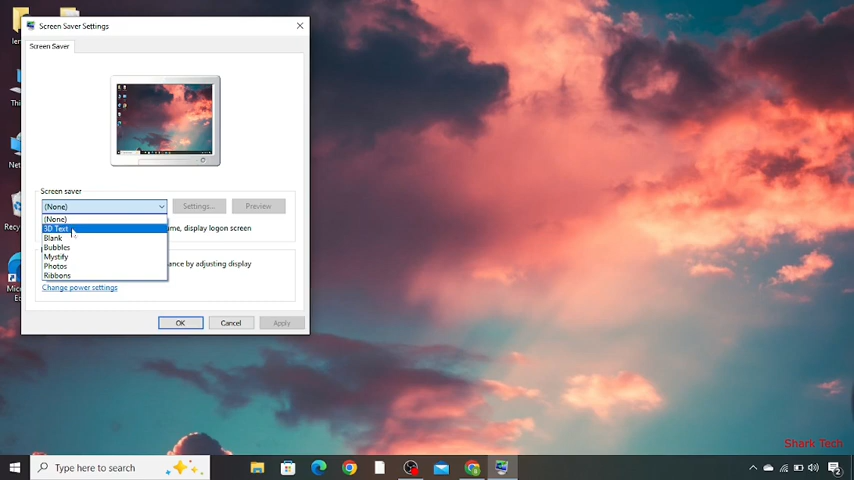 Screen Saver Settings
Screen Saver
Screen saver
(None)
Settings...
Preview
(None)
3D Text
me, display logon screen
Blank
Bubbles
Mystify
Photos
ance by adjusting display
Ribbons
Change power settings
OK
Cancel
Apply
Recy
Shark Tech
Type here to search
2